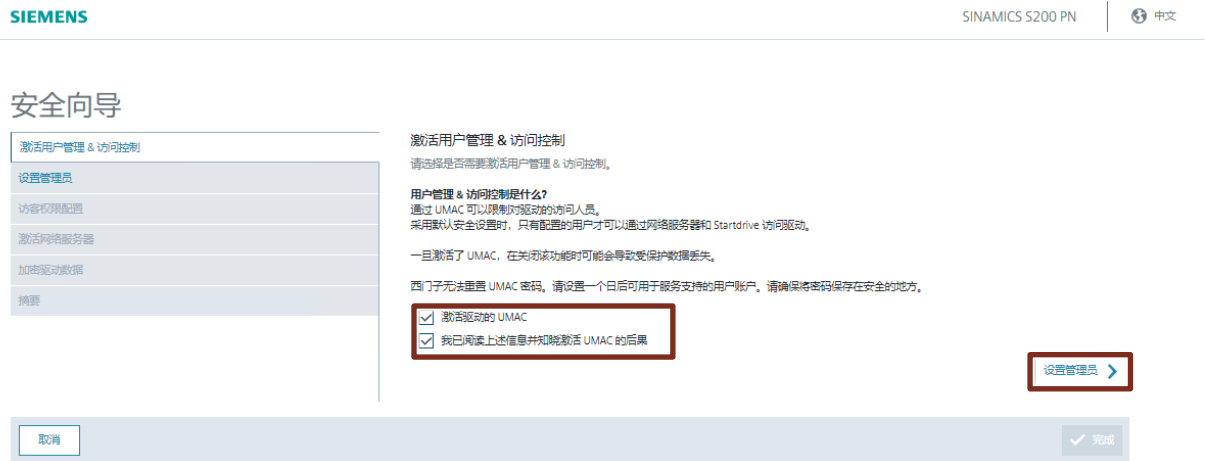 SIEMENS
SINAMICS S200 PN
中文
安全向导
激活用户管理 & 访问控制
设置管理员
访客权限配置
激活网络服务器
加密驱动数据
摘要
激活用户管理 & 访问控制
请选择是否需要激活用户管理 & 访问控制。
用户管理 & 访问控制是什么?
通过 UMAC 可以限制对驱动的访问人员。
采用默认安全设置时，只有配置的用户才可以通过网络服务器和 Startdrive 访问驱动。
一旦激活了 UMAC，在关闭该功能时可能会导致受保护数据丢失。
西门子无法重置 UMAC 密码。请设置一个日后可用于服务支持的用户账户。请确保将密码保存在安全的地方。
激活驱动的 UMAC
我已阅读上述信息并知晓激活 UMAC 的后果
设置管理员
取消
完成